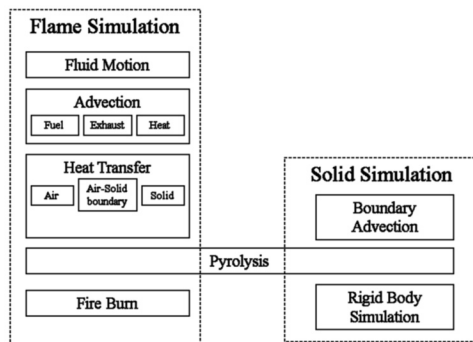 Flame Simulation
Fluid Motion
Advection
Fuel Exhaust Heat
Heat Transfer
Air Air-Solid boundary Solid
Solid Simulation
Boundary
Advection
Pyrolysis
Fire Burn
Rigid Body
Simulation